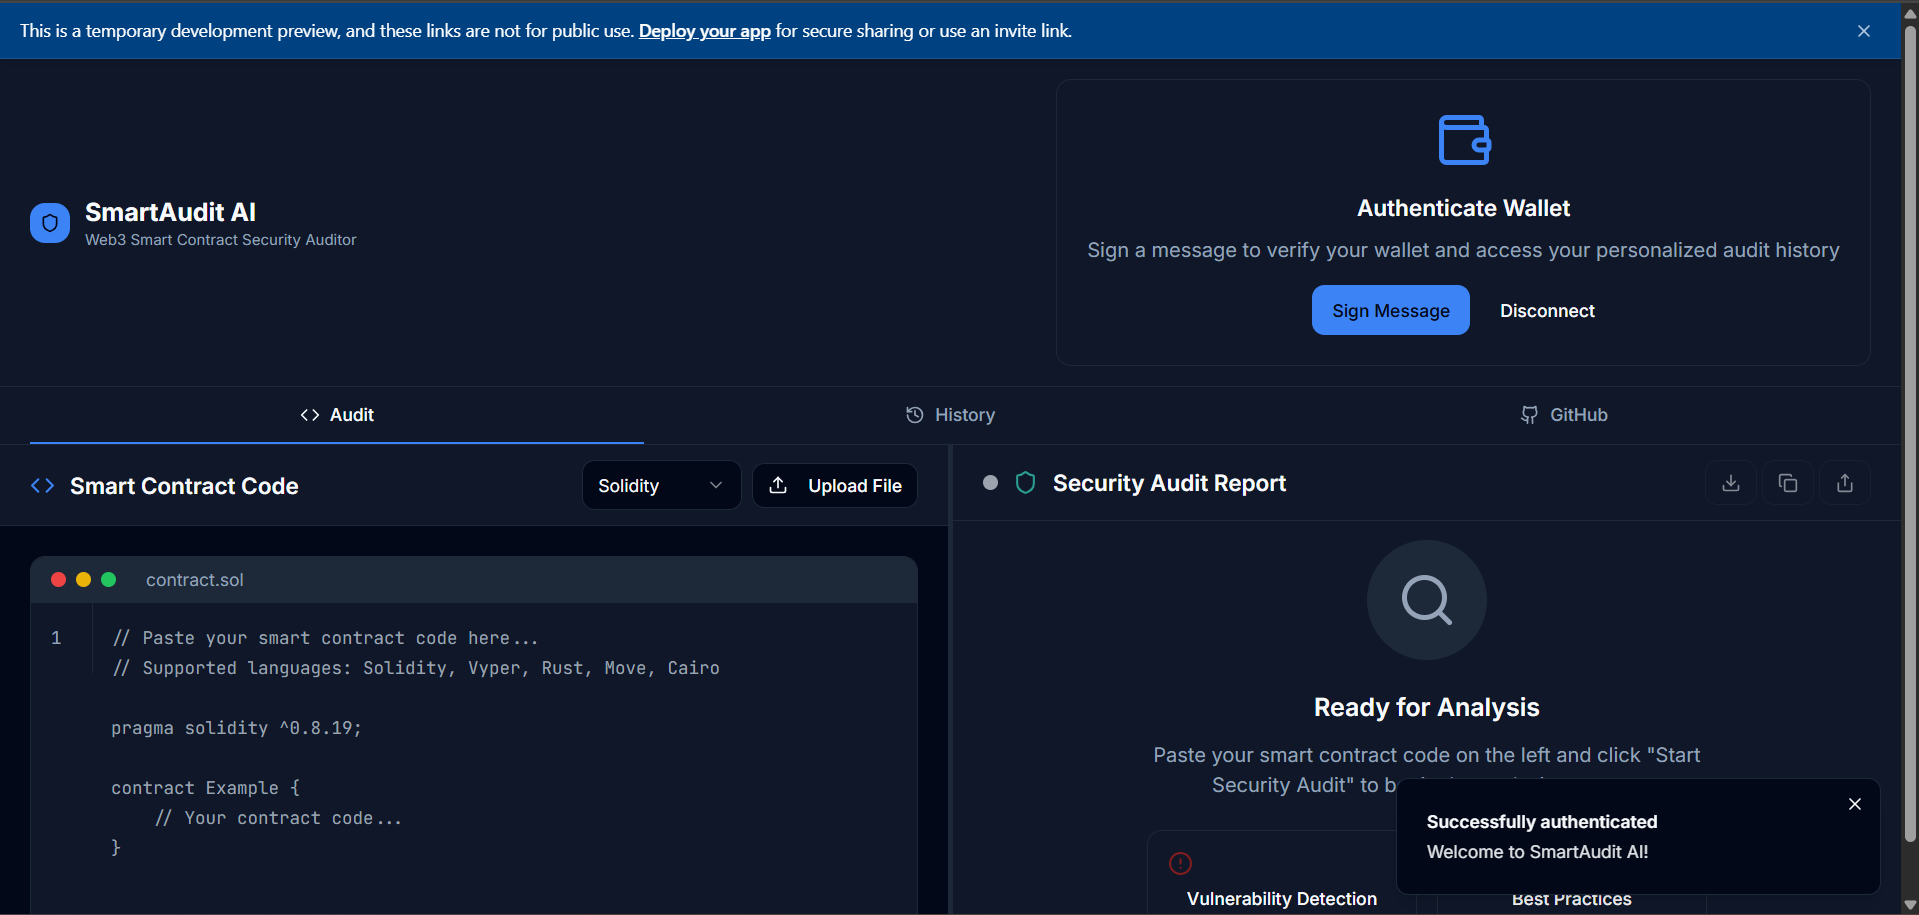 This is a temporary development preview, and these links are not for public use. Deploy your app for secure sharing or use an invite link.
SmartAudit AI
Web3 Smart Contract Security Auditor
Authenticate Wallet
Sign a message to verify your wallet and access your personalized audit history
Sign Message
Disconnect
Audit
History
GitHub
Smart Contract Code
Solidity
Upload File
contract.sol
1
// Paste your smart contract code here...
// Supported languages: Solidity, Vyper, Rust, Move, Cairo
pragma solidity ^0.8.19;
contract Example {
// Your contract code...
}
Security Audit Report
Ready for Analysis
Paste your smart contract code on the left and click "Start
Security Audit" to
Vulnerability Detection
Best Practices
Successfully authenticated
Welcome to SmartAudit AI!